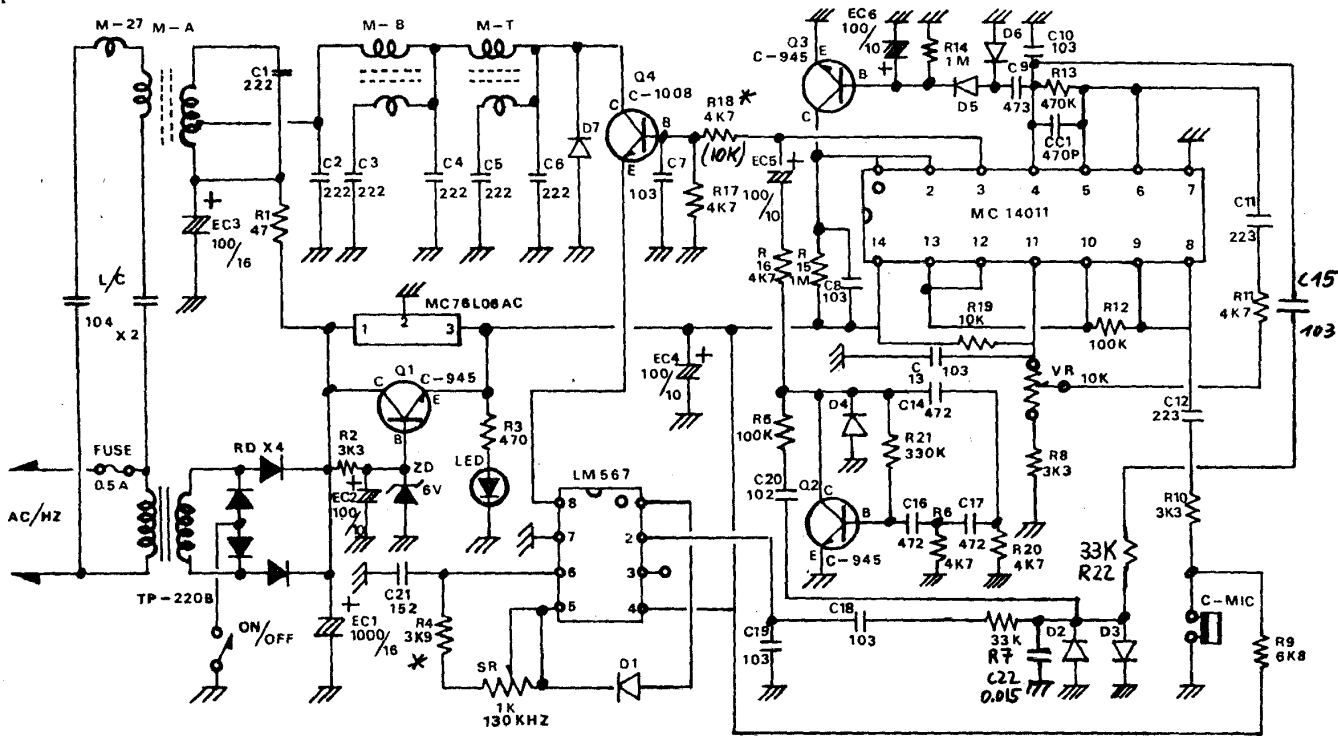 M-27
M-A
C1
222
M-B
M-T
C2
222
C3
222
C4
222
C5
222
C6
222
D7
Q4
C-1008
C
B
E
C7
103
R18 *
4K7
(10K)
R17
4K7
EC5
+
100/10
Q3
C-945
E
B
C
EC6
100/10
+
R14
1M
D5
D6
C9
473
C10
103
R13
470K
CC1
470P
MC 14011
2
3
4
5
6
7
14
13
12
11
10
9
8
C11
223
R11
4K7
C15
103
+
EC3
100/16
R1
47
L/C
104
X2
MC76L06AC
1
2
3
EC4
+
100/10
R
16
4K7
R
15
1M
C8
103
R19
10K
R12
100K
C
13
103
VR
10K
C12
223
Q1
C-945
C
E
B
R2
3K3
ZD
6V
+
EC2
100/10
R3
470
LED
FUSE
0.5A
RD X4
AC/HZ
TP-220B
ON/OFF
+
EC1
1000/16
C21
152
R4
3K9
*
SR
1K
130KHZ
D1
LM567
8
7
6
5
2
3
4
R6
100K
D4
C14
472
R21
330K
C20
102
Q2
C
B
E
C-945
C16
472
R6
4K7
C17
472
R20
4K7
R8
3K3
R10
3K3
33K
R22
C-MIC
R9
6K8
C19
103
C18
103
33K
R7
C22
0.015
D2
D3